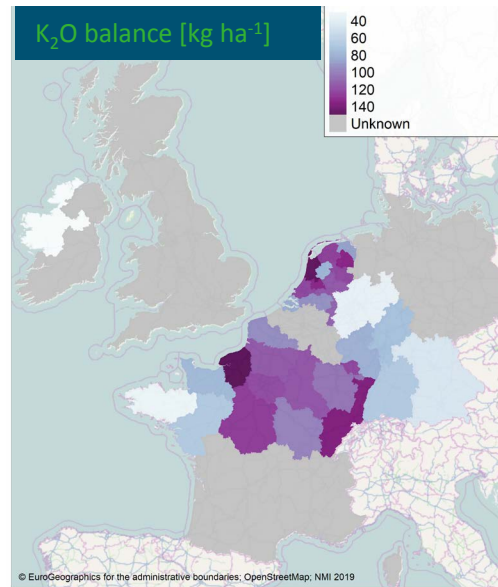 K₂O balance [kg ha⁻¹]
40
60
80
100
120
140
Unknown
© EuroGeographics for the administrative boundaries; OpenStreetMap; NMI 2019